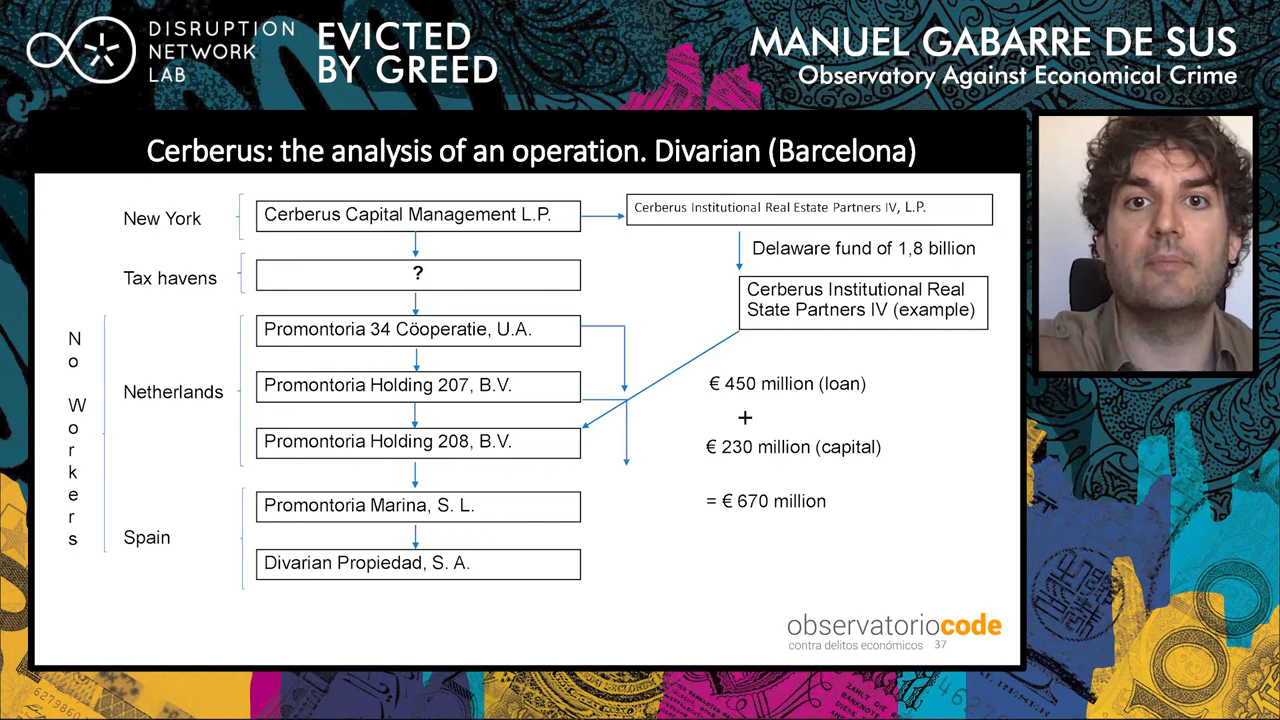 DISRUPTION
NETWORK
LAB
EVICTED
BY GREED
MANUEL GABARRE DE SUS
Observatory Against Economical Crime
Cerberus: the analysis of an operation. Divarian (Barcelona)
New York
Cerberus Capital Management L.P.
Cerberus Institutional Real Estate Partners IV, L.P.
Delaware fund of 1,8 billion
Tax havens
?
Cerberus Institutional Real
State Partners IV (example)
No Workers
Netherlands
Promontoria 34 Cöoperatie, U.A.
Promontoria Holding 207, B.V.
Promontoria Holding 208, B.V.
€ 450 million (loan)
+
€ 230 million (capital)
= € 670 million
Spain
Promontoria Marina, S. L.
Divarian Propiedad, S. A.
observatoriocode
contra delitos económicos 37